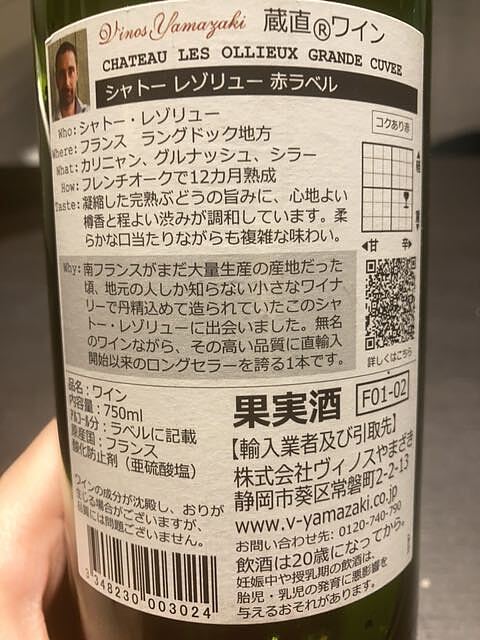 Vinos Yamazaki 蔵直®ワイン
CHATEAU LES OLLIEUX GRANDE CUVEE
シャトー レゾリュー 赤ラベル
Who: シャトー・レゾリュー
Where: フランス ラングドック地方
What: カリニャン、グルナッシュ、シラー
How: フレンチオークで12カ月熟成
Taste: 凝縮した完熟ぶどうの旨みに、心地よい
樽香と程よい渋みが調和しています。柔
らかな口当たりながらも複雑な味わい。
コクあり赤
軽
重
◀甘 辛▶
Why: 南フランスがまだ大量生産の産地だった
頃、地元の人しか知らない小さなワイナ
リーで丹精込めて造られていたこのシャ
トー・レゾリューに出会いました。無名
のワインながら、その高い品質に直輸入
開始以来のロングセラーを誇る1本です。
詳しくはこちら
品名：ワイン
内容量：750ml
ｱﾙｺｰﾙ分：ラベルに記載
原産国：フランス
酸化防止剤（亜硫酸塩）
ワインの成分が沈殿し、おりが
生じる場合がございますが、
品質には問題ございません。
3 348230 003024
果実酒 F01-02
【輸入業者及び引取先】
株式会社ヴィノスやまざき
静岡市葵区常磐町2-2-13
www.v-yamazaki.co.jp
お問い合わせ先: 0120-740-790
飲酒は20歳になってから。
妊娠中や授乳期の飲酒は、
胎児・乳児の発育に悪影響を
与えるおそれがあります。